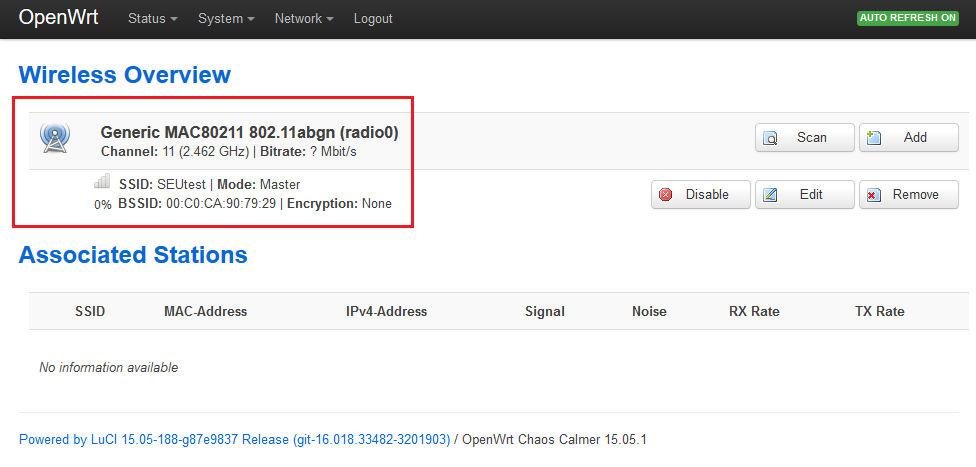 OpenWrt Status System Network Logout AUTO REFRESH ON
Wireless Overview
Generic MAC80211 802.11abgn (radio0)
Channel: 11 (2.462 GHz) | Bitrate: ? Mbit/s
Scan Add
SSID: SEUtest | Mode: Master
0% BSSID: 00:C0:CA:90:79:29 | Encryption: None
Disable Edit Remove
Associated Stations
SSID MAC-Address IPv4-Address Signal Noise RX Rate TX Rate
No information available
Powered by LuCI 15.05-188-g87e9837 Release (git-16.018.33482-3201903) / OpenWrt Chaos Calmer 15.05.1